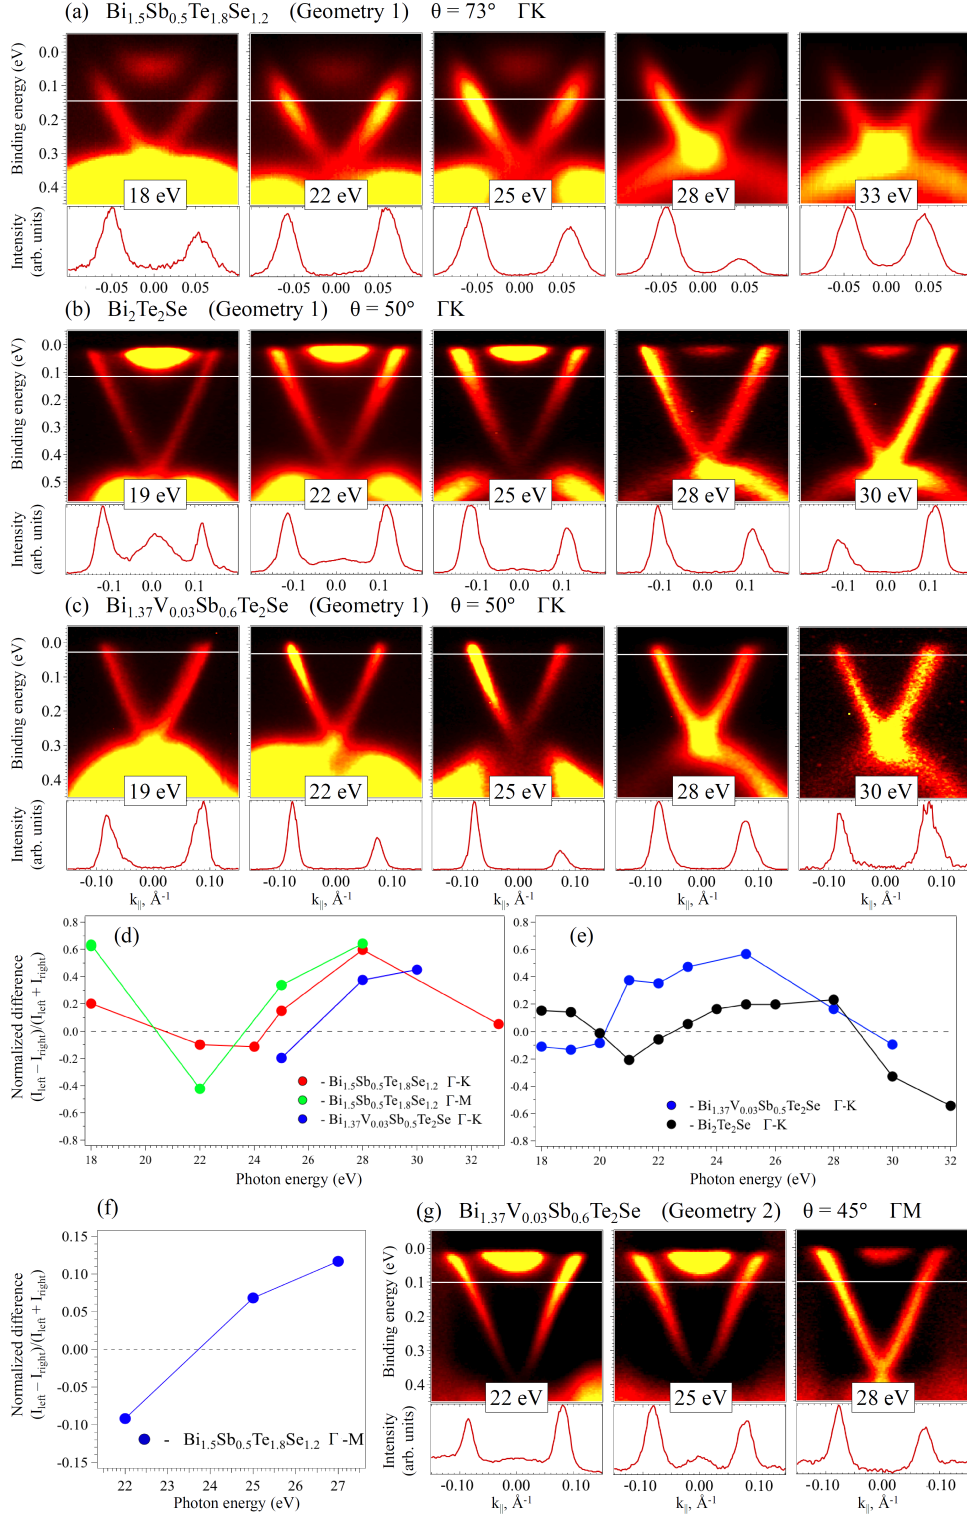 (a) Bi1.5Sb0.5Te1.8Se1.2 (Geometry 1) θ = 73° ΓK
Binding energy (eV)
0.0
0.1
0.2
0.3
0.4
18 eV
22 eV
25 eV
28 eV
33 eV
Intensity
(arb. units)
-0.05 0.00 0.05
-0.05 0.00 0.05
-0.05 0.00 0.05
-0.05 0.00 0.05
-0.05 0.00 0.05
(b) Bi2Te2Se (Geometry 1) θ = 50° ΓK
Binding energy (eV)
0.0
0.1
0.2
0.3
0.4
0.5
19 eV
22 eV
25 eV
28 eV
30 eV
Intensity
(arb. units)
-0.1 0.0 0.1
-0.1 0.0 0.1
-0.1 0.0 0.1
-0.1 0.0 0.1
-0.1 0.0 0.1
(c) Bi1.37V0.03Sb0.6Te2Se (Geometry 1) θ = 50° ΓK
Binding energy (eV)
0.0
0.1
0.2
0.3
0.4
19 eV
22 eV
25 eV
28 eV
30 eV
Intensity
(arb. units)
-0.10 0.00 0.10
-0.10 0.00 0.10
-0.10 0.00 0.10
-0.10 0.00 0.10
-0.10 0.00 0.10
k||, Å-1
k||, Å-1
k||, Å-1
k||, Å-1
k||, Å-1
(d)
Normalized difference
(Ileft − Iright)/(Ileft + Iright)
0.8
0.6
0.4
0.2
0.0
-0.2
-0.4
-0.6
-0.8
- Bi1.5Sb0.5Te1.8Se1.2 Γ-K
- Bi1.5Sb0.5Te1.8Se1.2 Γ-M
- Bi1.37V0.03Sb0.5Te2Se Γ-K
18 20 22 24 26 28 30 32
Photon energy (eV)
(e)
0.8
0.6
0.4
0.2
0.0
-0.2
-0.4
-0.6
-0.8
- Bi1.37V0.03Sb0.5Te2Se Γ-K
- Bi2Te2Se Γ-K
18 20 22 24 26 28 30 32
Photon energy (eV)
(f)
Normalized difference
(Ileft − Iright)/(Ileft + Iright)
0.15
0.10
0.05
0.00
-0.05
-0.10
-0.15
- Bi1.5Sb0.5Te1.8Se1.2 Γ -M
22 23 24 25 26 27
Photon energy (eV)
(g) Bi1.37V0.03Sb0.6Te2Se (Geometry 2) θ = 45° ΓM
Binding energy (eV)
0.0
0.1
0.2
0.3
0.4
22 eV
25 eV
28 eV
Intensity
(arb. units)
-0.10 0.00 0.10
-0.10 0.00 0.10
-0.10 0.00 0.10
k||, Å-1
k||, Å-1
k||, Å-1